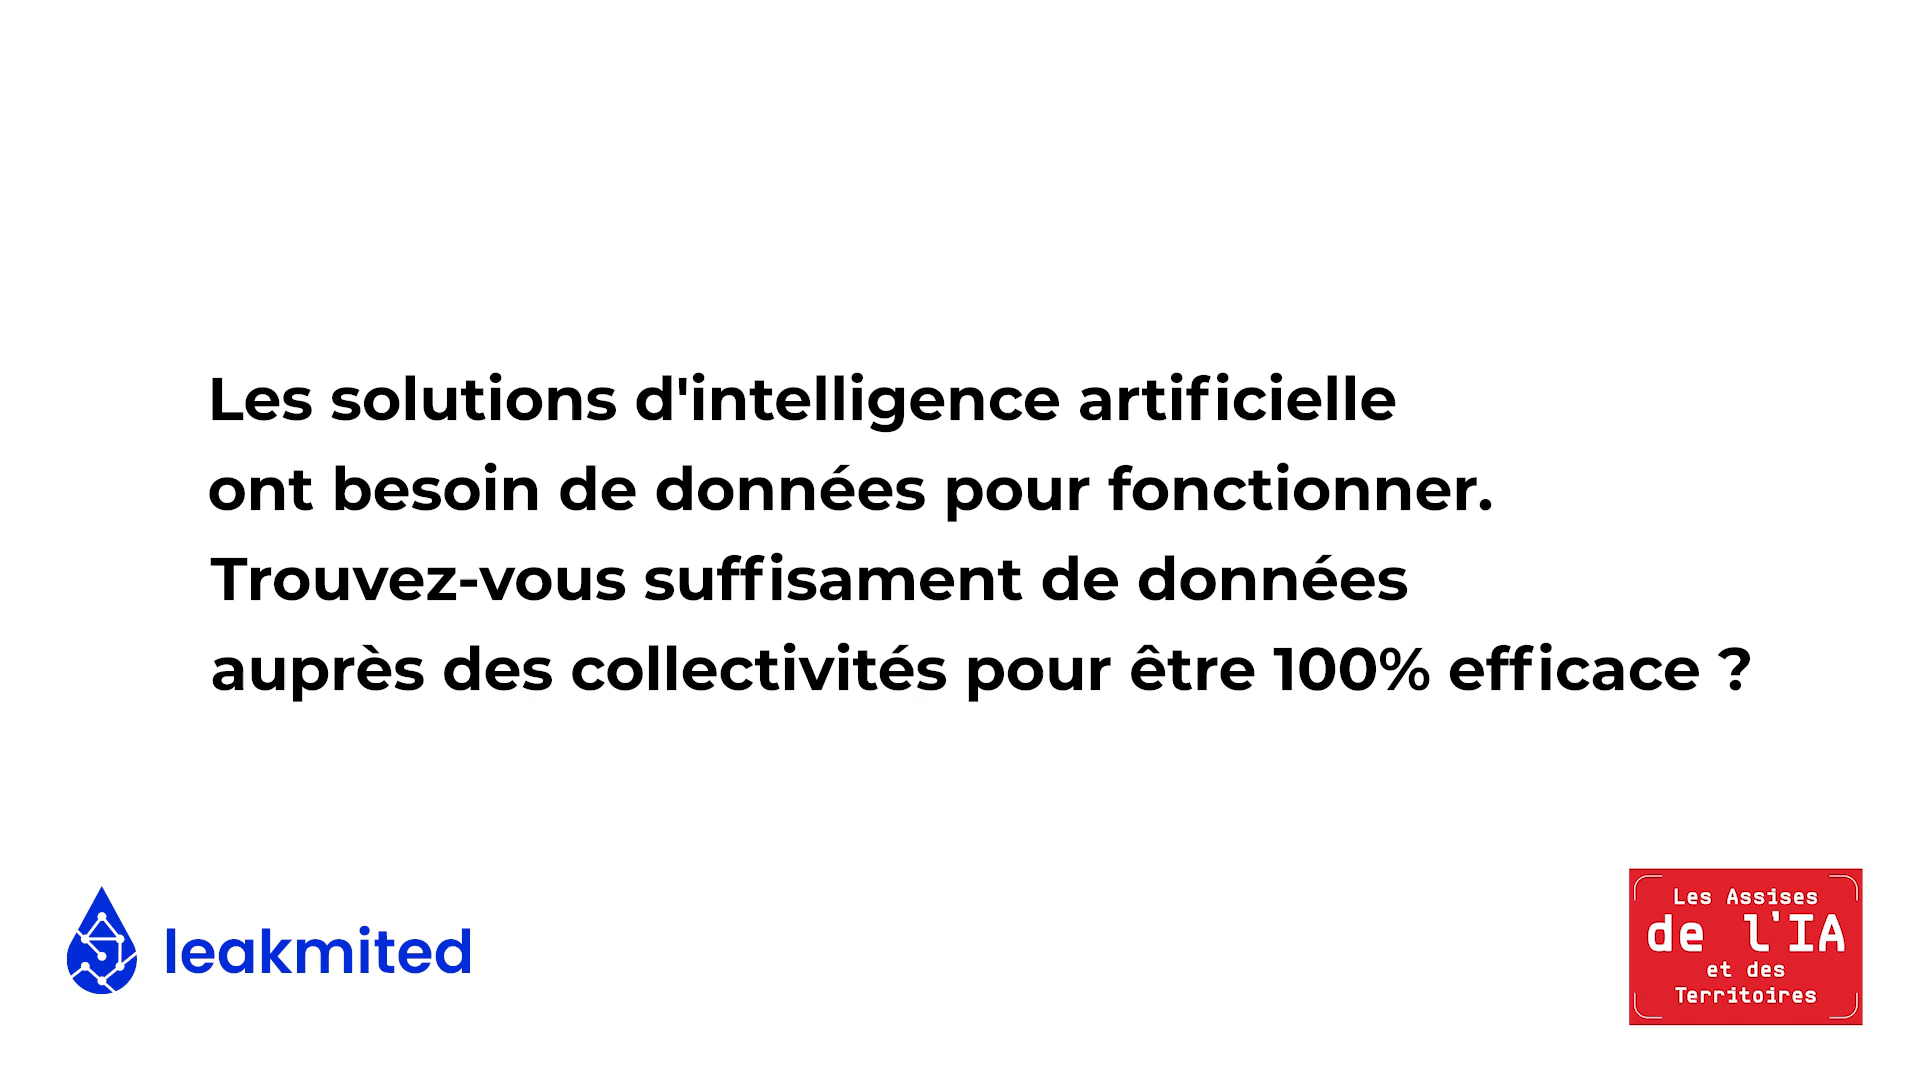 Les solutions d'intelligence artificielle
ont besoin de données pour fonctionner.
Trouvez-vous suffisament de données
auprès des collectivités pour être 100% efficace ?
leakmited
Les Assises
de l'IA
et des
Territoires